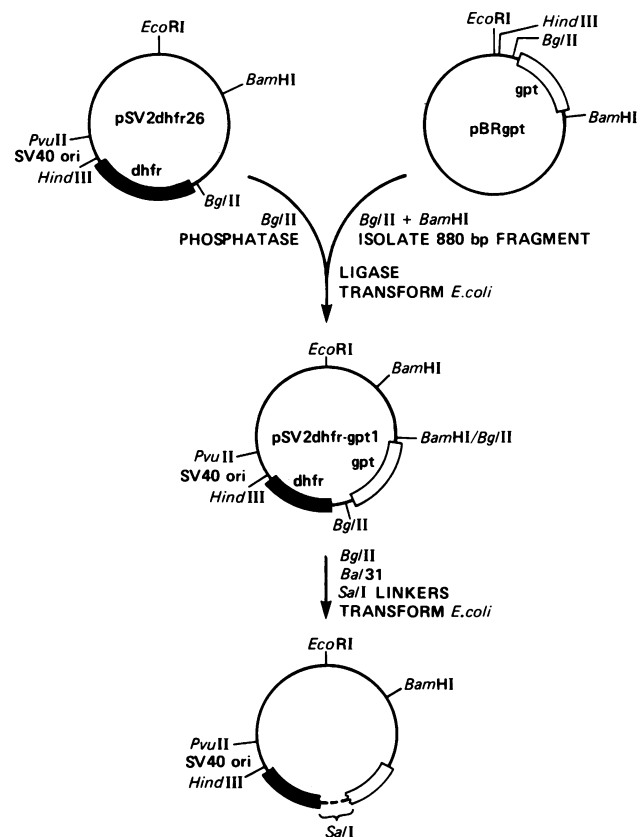 EcoRI
BamHI
pSV2dhfr26
PvuII
SV40 ori
HindIII
dhfr
BglII
EcoRI
HindIII
BglII
gpt
BamHI
pBRgpt
BglII
PHOSPHATASE
BglII + BamHI
ISOLATE 880 bp FRAGMENT
LIGASE
TRANSFORM E.coli
EcoRI
BamHI
pSV2dhfr-gpt1
BamHI/BglII
gpt
PvuII
SV40 ori
HindIII
dhfr
BglII
BglII
Bal31
SalI LINKERS
TRANSFORM E.coli
EcoRI
BamHI
PvuII
SV40 ori
HindIII
SalI